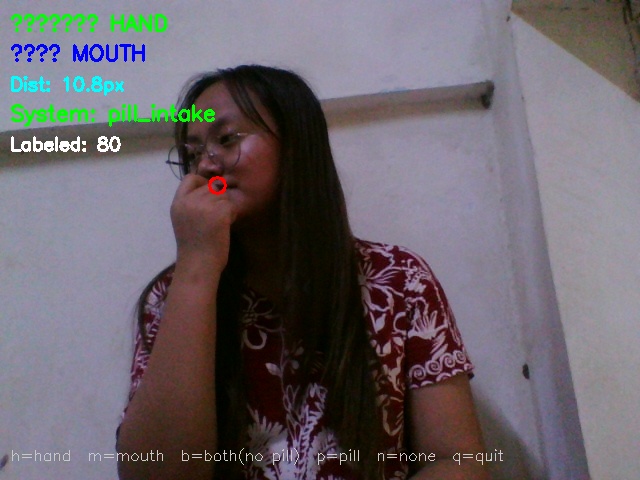 ??????? HAND
???? MOUTH
Dist: 10.8px
System: pill_intake
Labeled: 80
h=hand m=mouth b=both(no pill) p=pill n=none q=quit